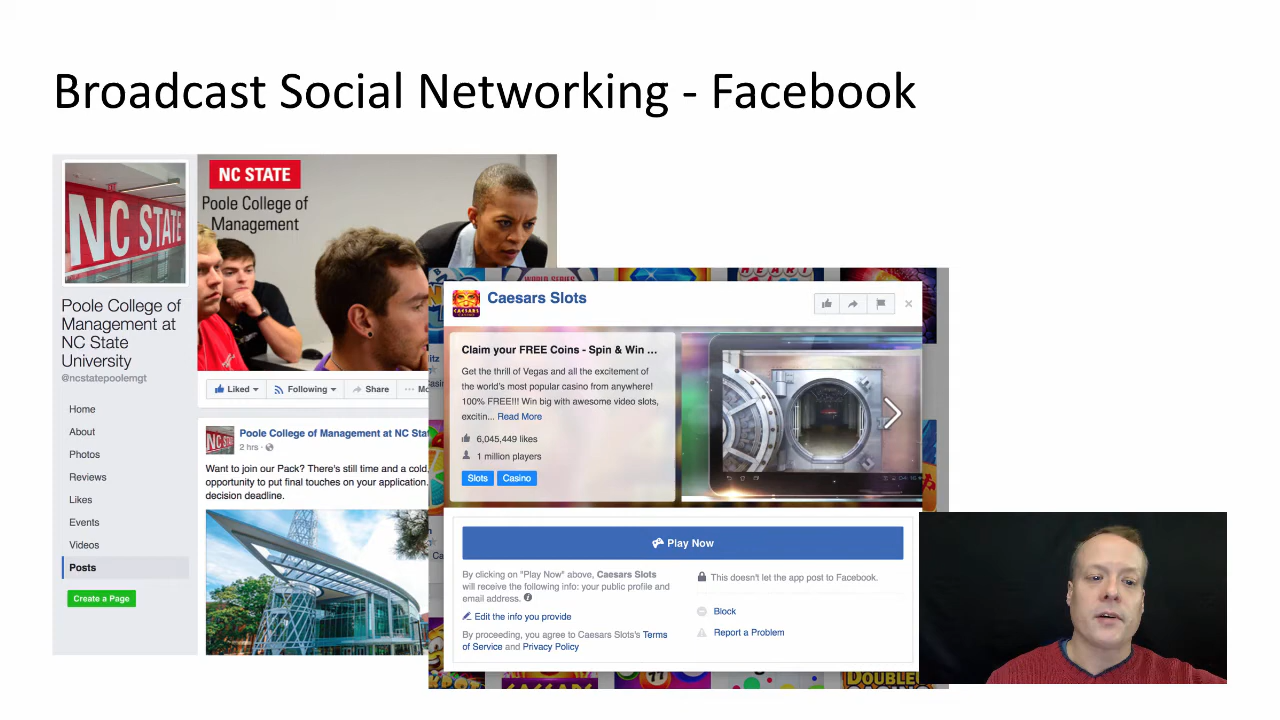 Broadcast Social Networking - Facebook
NC STATE
NC STATE
Poole College of
Management
Poole College of
Management at
NC State
University
@ncstatepoolemgt
Home
About
Photos
Reviews
Likes
Events
Videos
Posts
Create a Page
Liked
Following
Share
Poole College of Management at NC Stat
2 hrs
Want to join our Pack? There's still time and a cold,
opportunity to put final touches on your application.
decision deadline.
Caesars Slots
Claim your FREE Coins - Spin & Win ...
Get the thrill of Vegas and all the excitement of
the world's most popular casino from anywhere!
100% FREE!!! Win big with awesome video slots,
excitin... Read More
6,045,449 likes
1 million players
Slots Casino
Play Now
By clicking on "Play Now" above, Caesars Slots
will receive the following info: your public profile and
email address.
Edit the info you provide
By proceeding, you agree to Caesars Slots's Terms
of Service and Privacy Policy
This doesn't let the app post to Facebook.
Block
Report a Problem